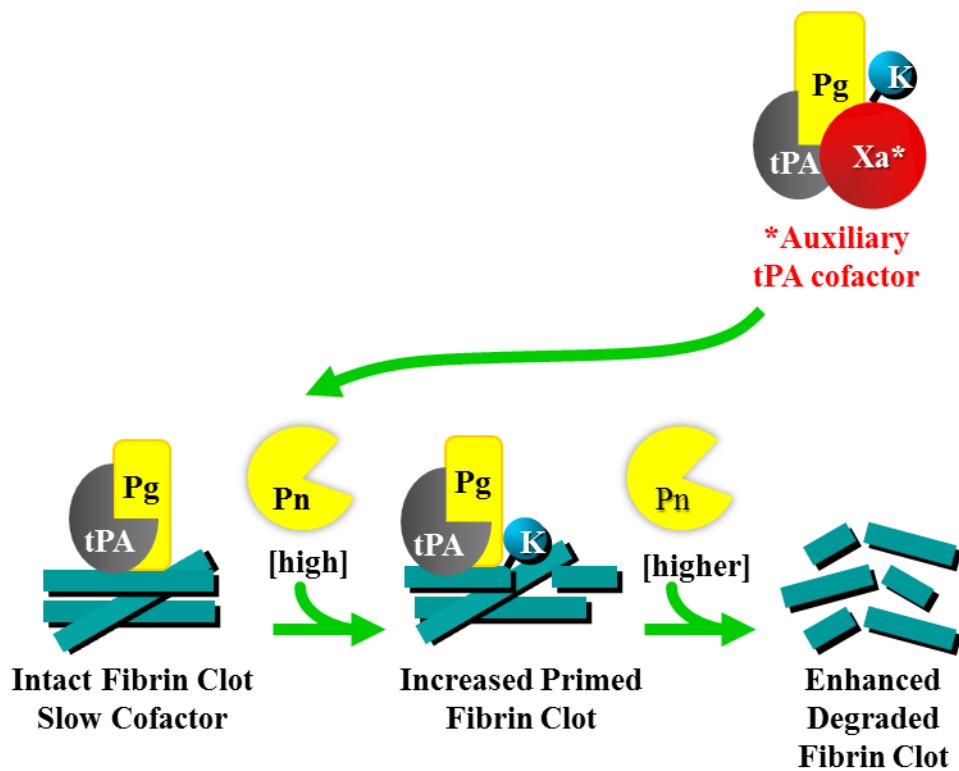 Pg
K
tPA
Xa*
*Auxiliary
tPA cofactor
Pg
tPA
Pn
[high]
Pg
tPA
K
Pn
[higher]
Intact Fibrin Clot
Slow Cofactor
Increased Primed
Fibrin Clot
Enhanced
Degraded
Fibrin Clot